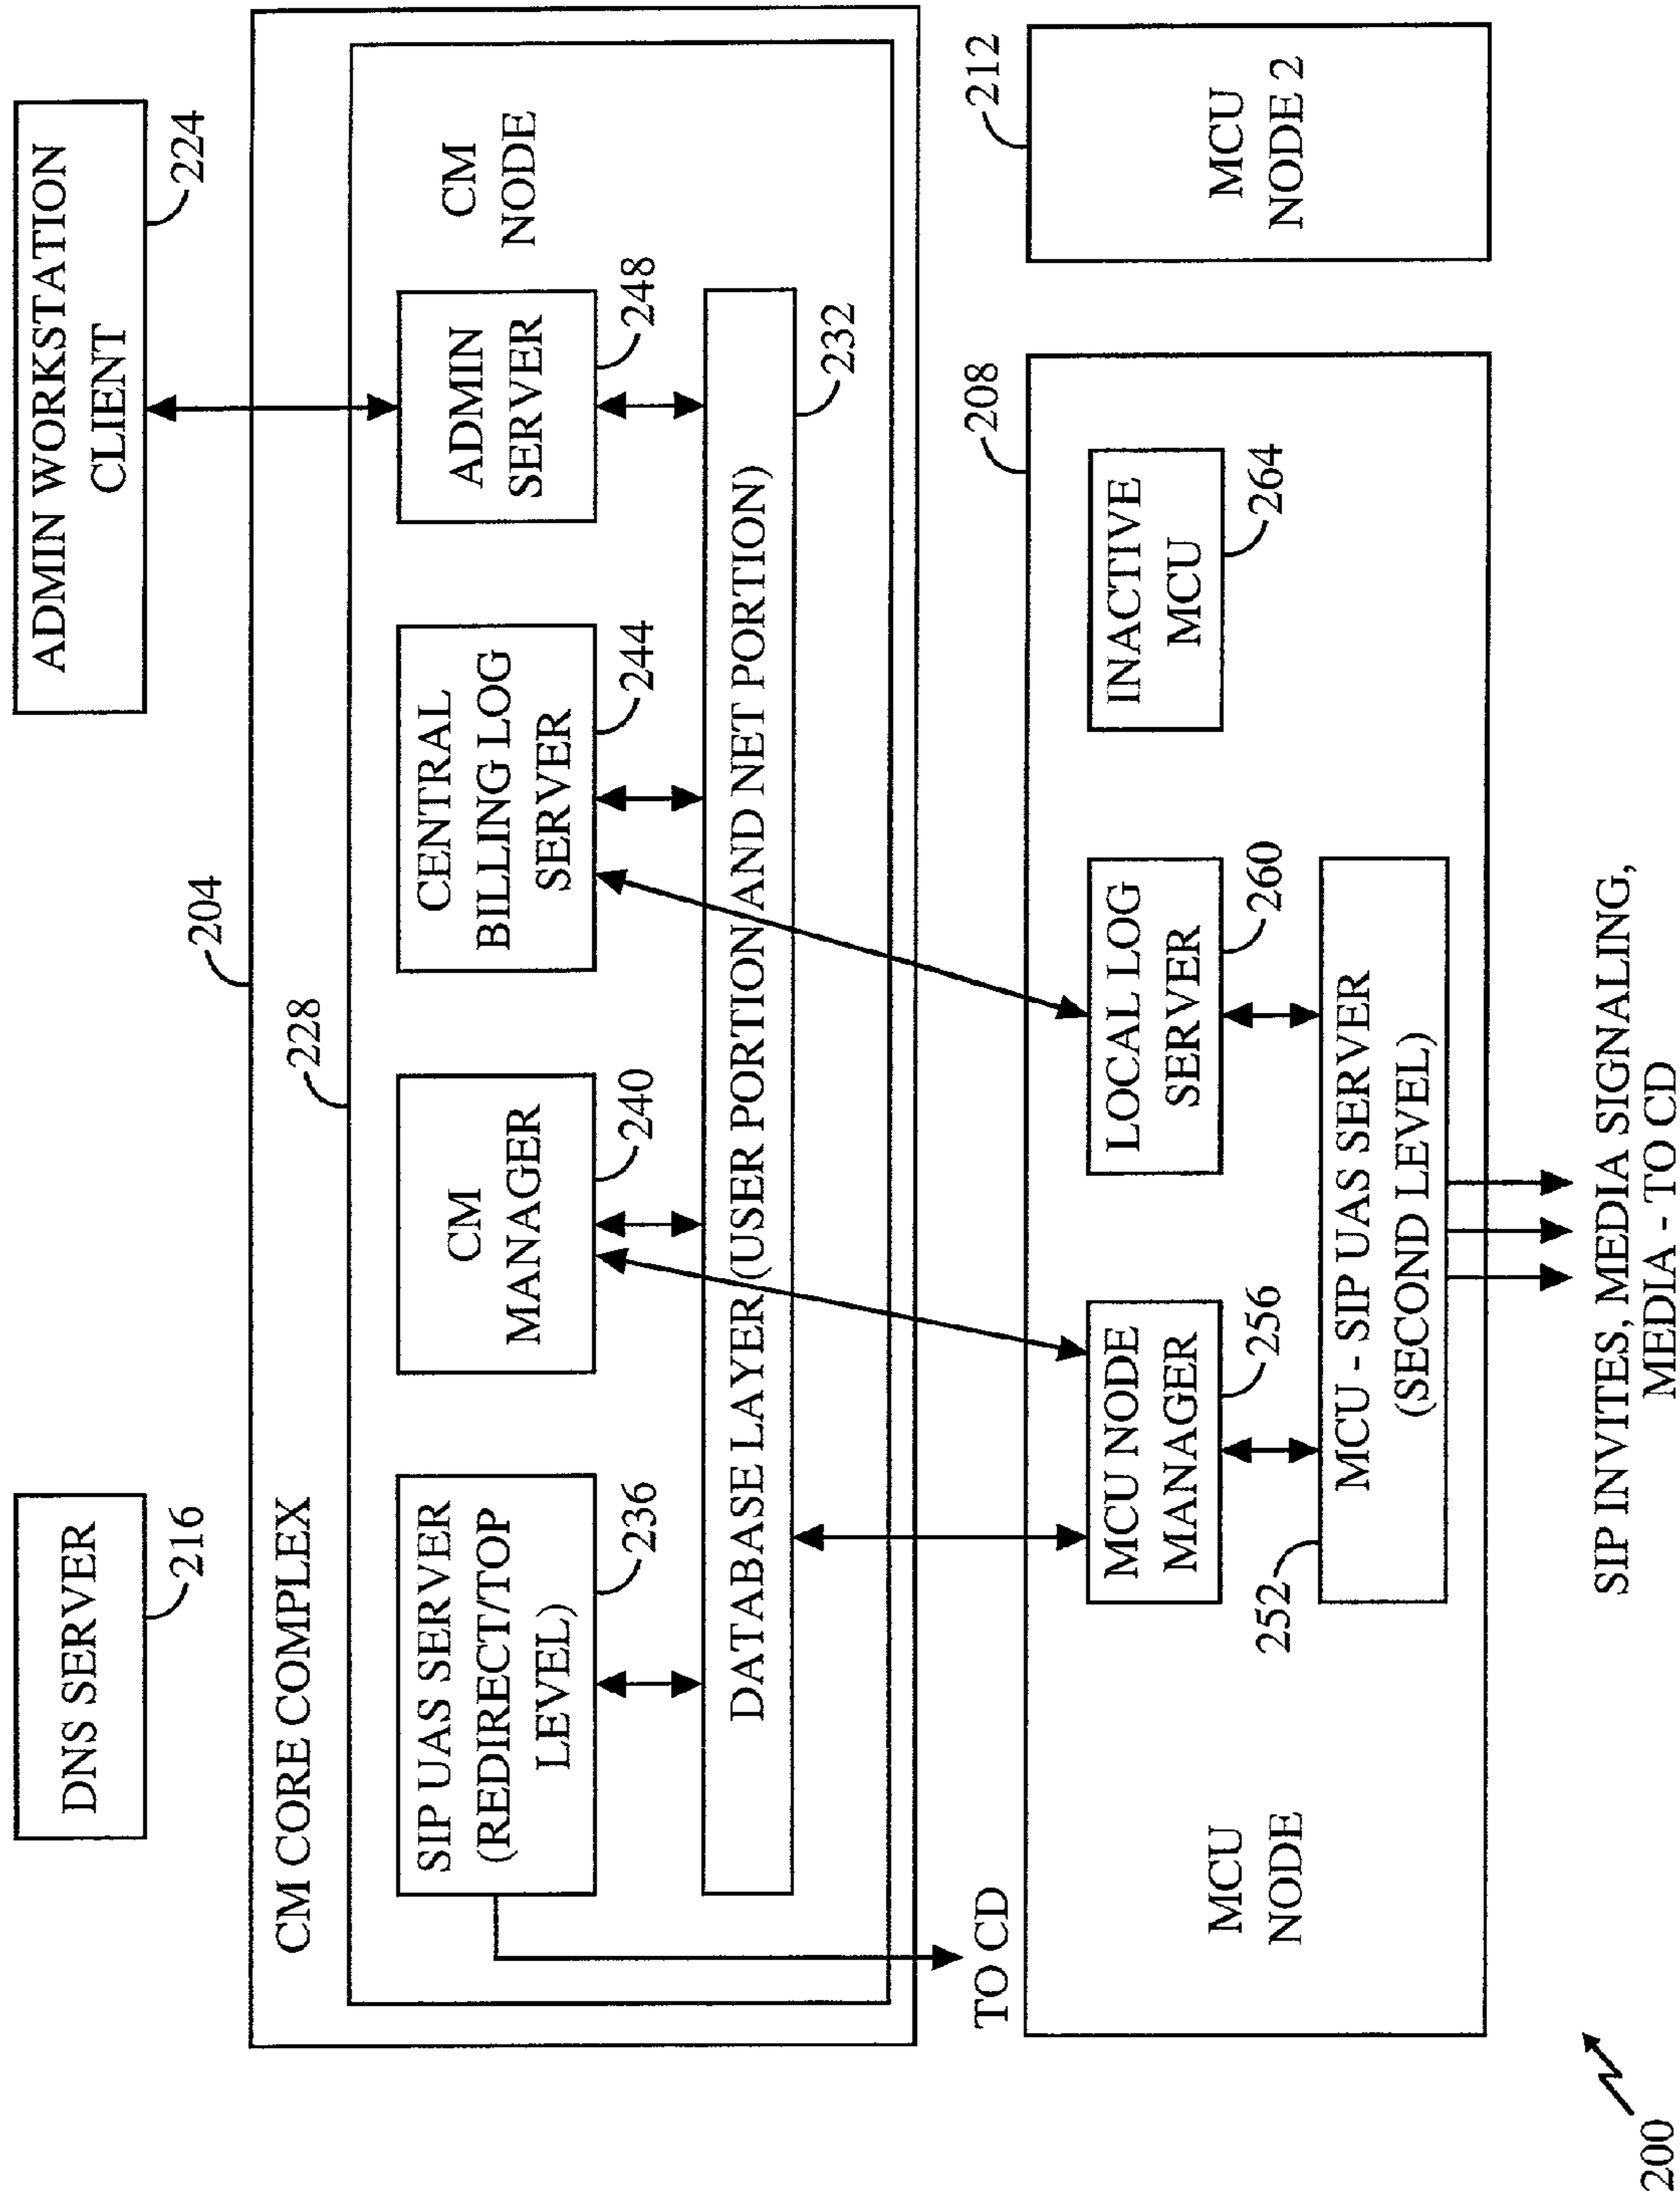 DNS SERVER
216
ADMIN WORKSTATION
CLIENT
224
204
CM CORE COMPLEX
228
SIP UAS SERVER
(REDIRECT/TOP
LEVEL)
236
CM
MANAGER
240
CENTRAL
BILLING LOG
SERVER
244
ADMIN
SERVER
248
CM
NODE
DATABASE LAYER (USER PORTION AND NET PORTION)
232
TO CD
208
212
MCU
NODE
MCU NODE
MANAGER
256
LOCAL LOG
SERVER
260
INACTIVE
MCU
264
MCU
NODE 2
252
MCU - SIP UAS SERVER
(SECOND LEVEL)
SIP INVITES, MEDIA SIGNALING,
MEDIA - TO CD
200